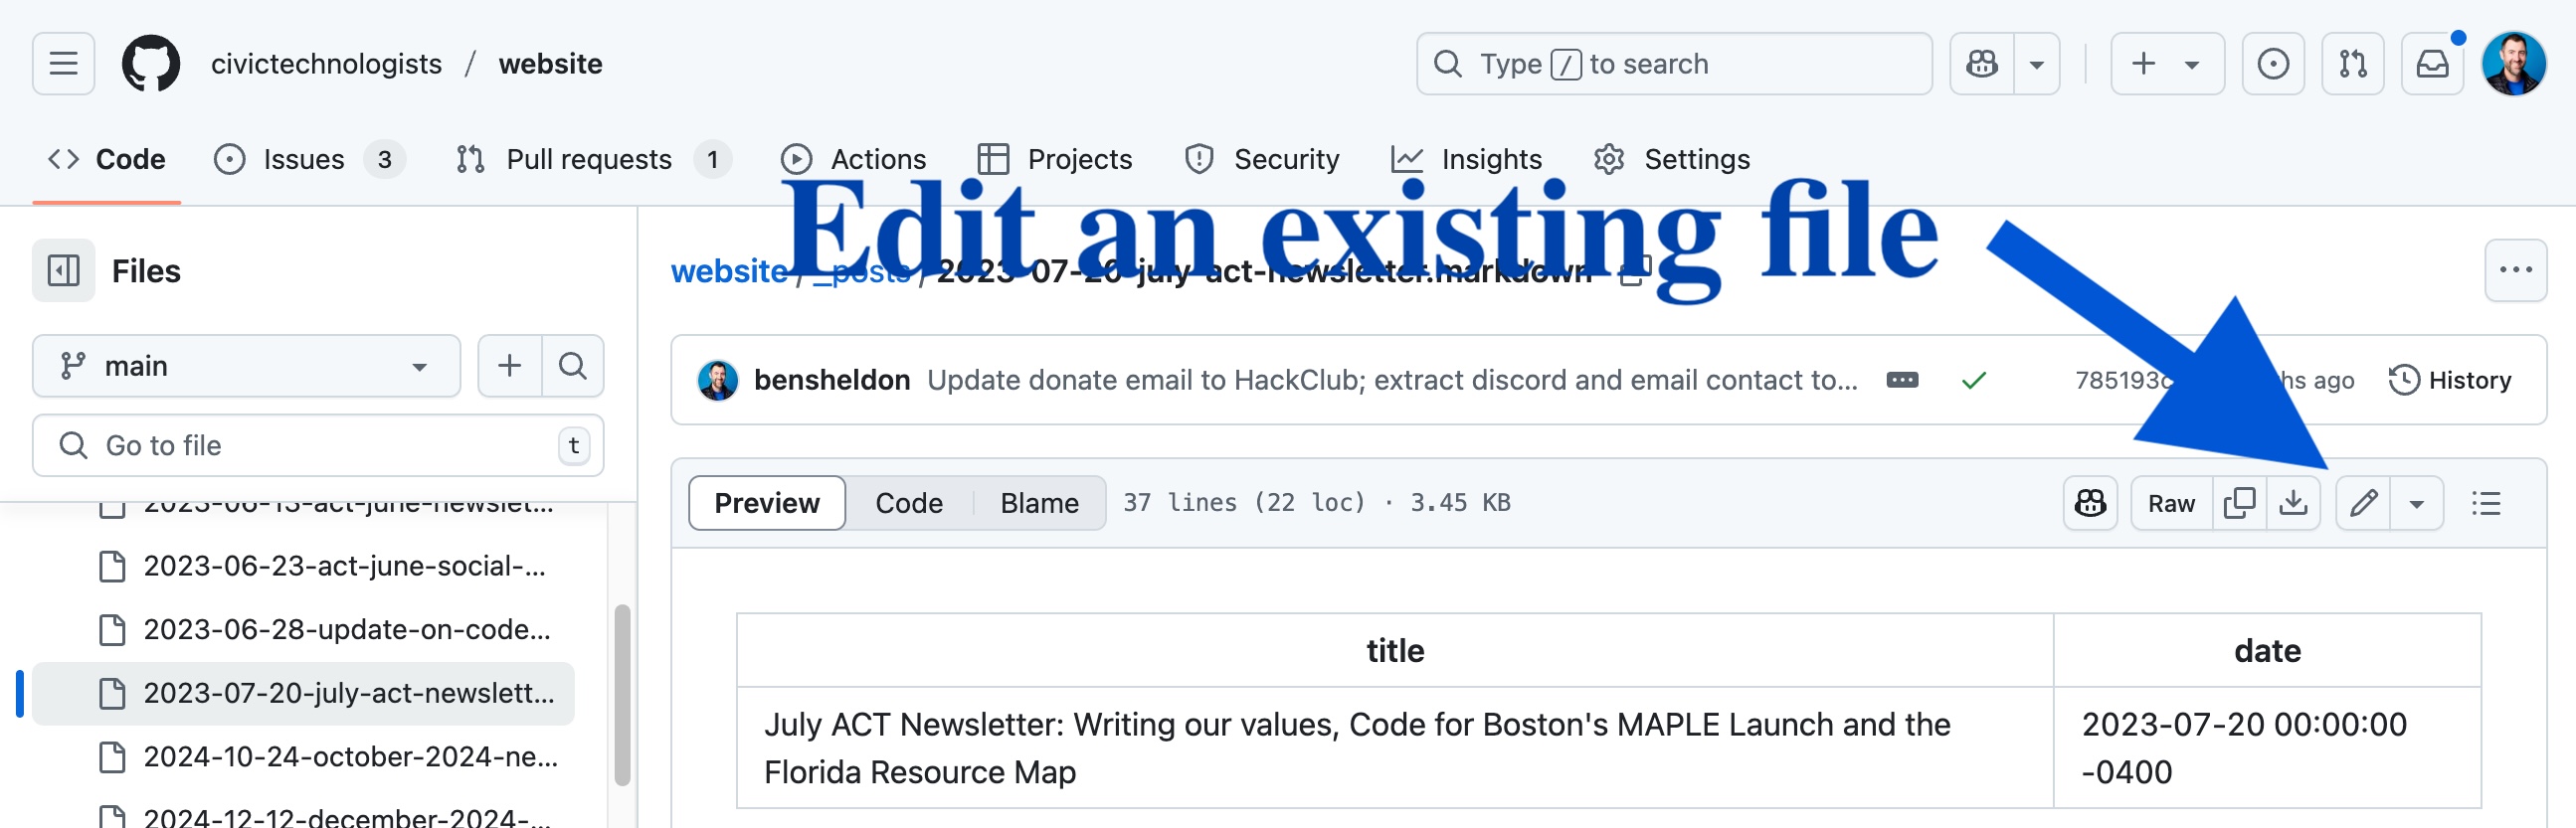 civictechnologists / website
Type / to search
Code
Issues 3
Pull requests 1
Actions
Projects
Security
Insights
Settings
Edit an existing file
Files
website / _posts / 2023-07-20-july-act-newsletter.markdown
main
bensheldon Update donate email to HackClub; extract discord and email contact to...
785193c
ago
History
Go to file t
Preview
Code
Blame
37 lines (22 loc) · 3.45 KB
Raw
2023-06-13-act-june-newslet...
2023-06-23-act-june-social-...
2023-06-28-update-on-code...
2023-07-20-july-act-newslett...
2024-10-24-october-2024-ne...
2024-12-12-december-2024-...
title
date
July ACT Newsletter: Writing our values, Code for Boston's MAPLE Launch and the
Florida Resource Map
2023-07-20 00:00:00
-0400